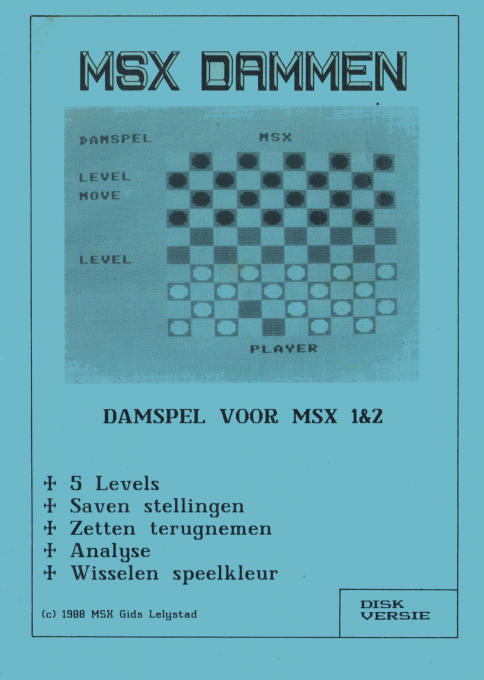 MSX DAMMEN
DAMSPEL MSX
LEVEL
MOVE
LEVEL
PLAYER
DAMSPEL VOOR MSX 1&2
☩ 5 Levels
☩ Saven stellingen
☩ Zetten terugnemen
☩ Analyse
☩ Wisselen speelkleur
(c) 1988 MSX Gids Lelystad
DISK
VERSIE